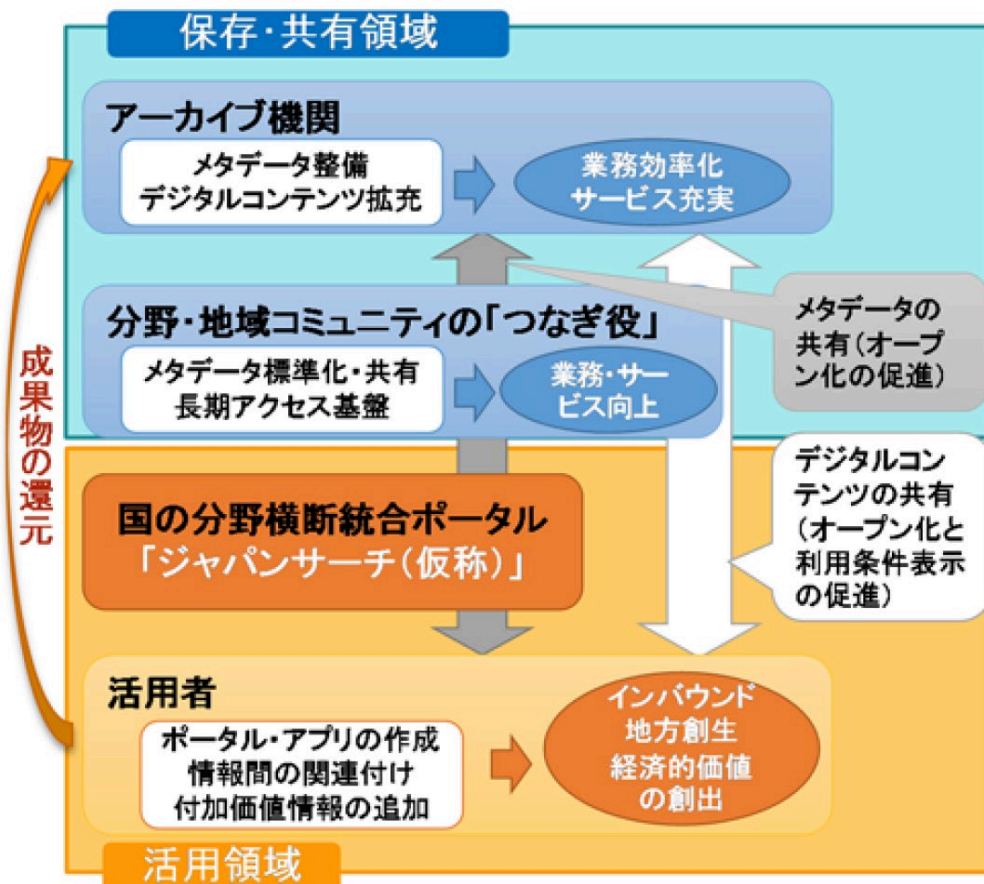 保存・共有領域
アーカイブ機関
メタデータ整備
デジタルコンテンツ拡充
業務効率化
サービス充実
分野・地域コミュニティの「つなぎ役」
メタデータ標準化・共有
長期アクセス基盤
業務・サー
ビス向上
メタデータの
共有(オープ
ン化の促進)
成果物の還元
国の分野横断統合ポータル
「ジャパンサーチ(仮称)」
デジタルコン
テンツの共有
(オープン化と
利用条件表示
の促進)
活用者
ポータル・アプリの作成
情報間の関連付け
付加価値情報の追加
インバウンド
地方創生
経済的価値
の創出
活用領域